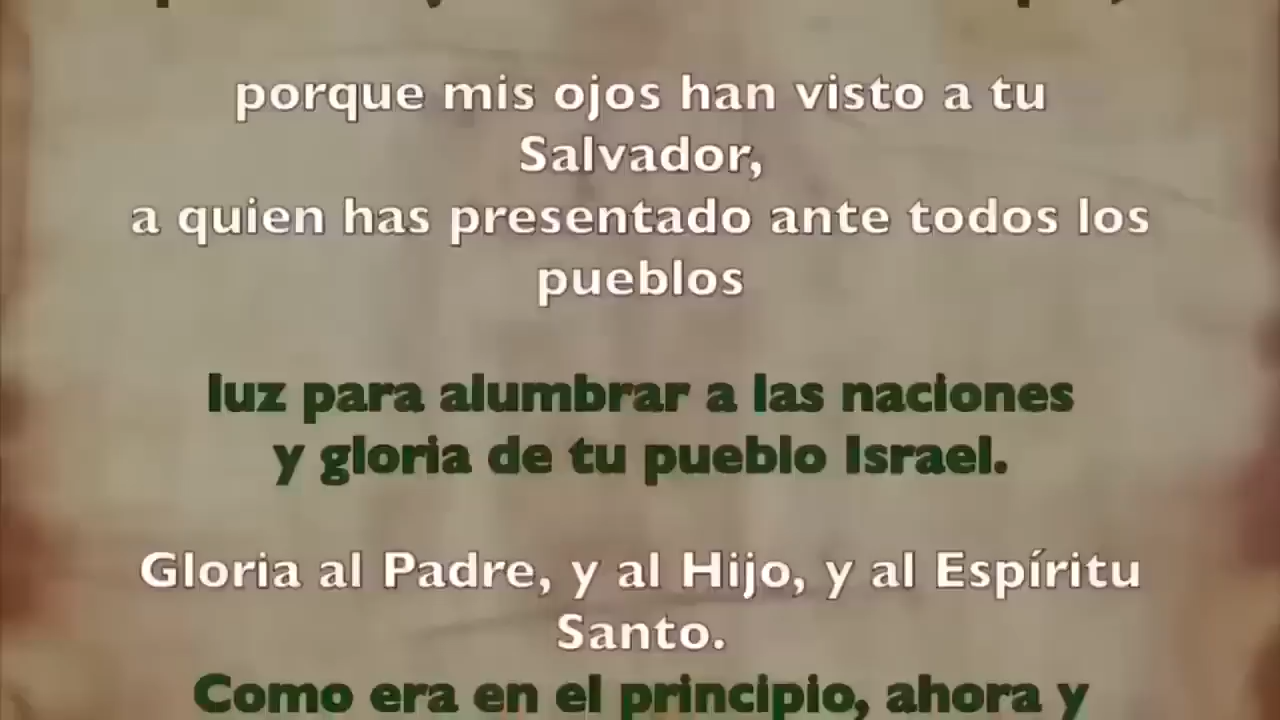 porque mis ojos han visto a tu
Salvador,
a quien has presentado ante todos los
pueblos
luz para alumbrar a las naciones
y gloria de tu pueblo Israel.
Gloria al Padre, y al Hijo, y al Espíritu
Santo.
Como era en el principio, ahora y